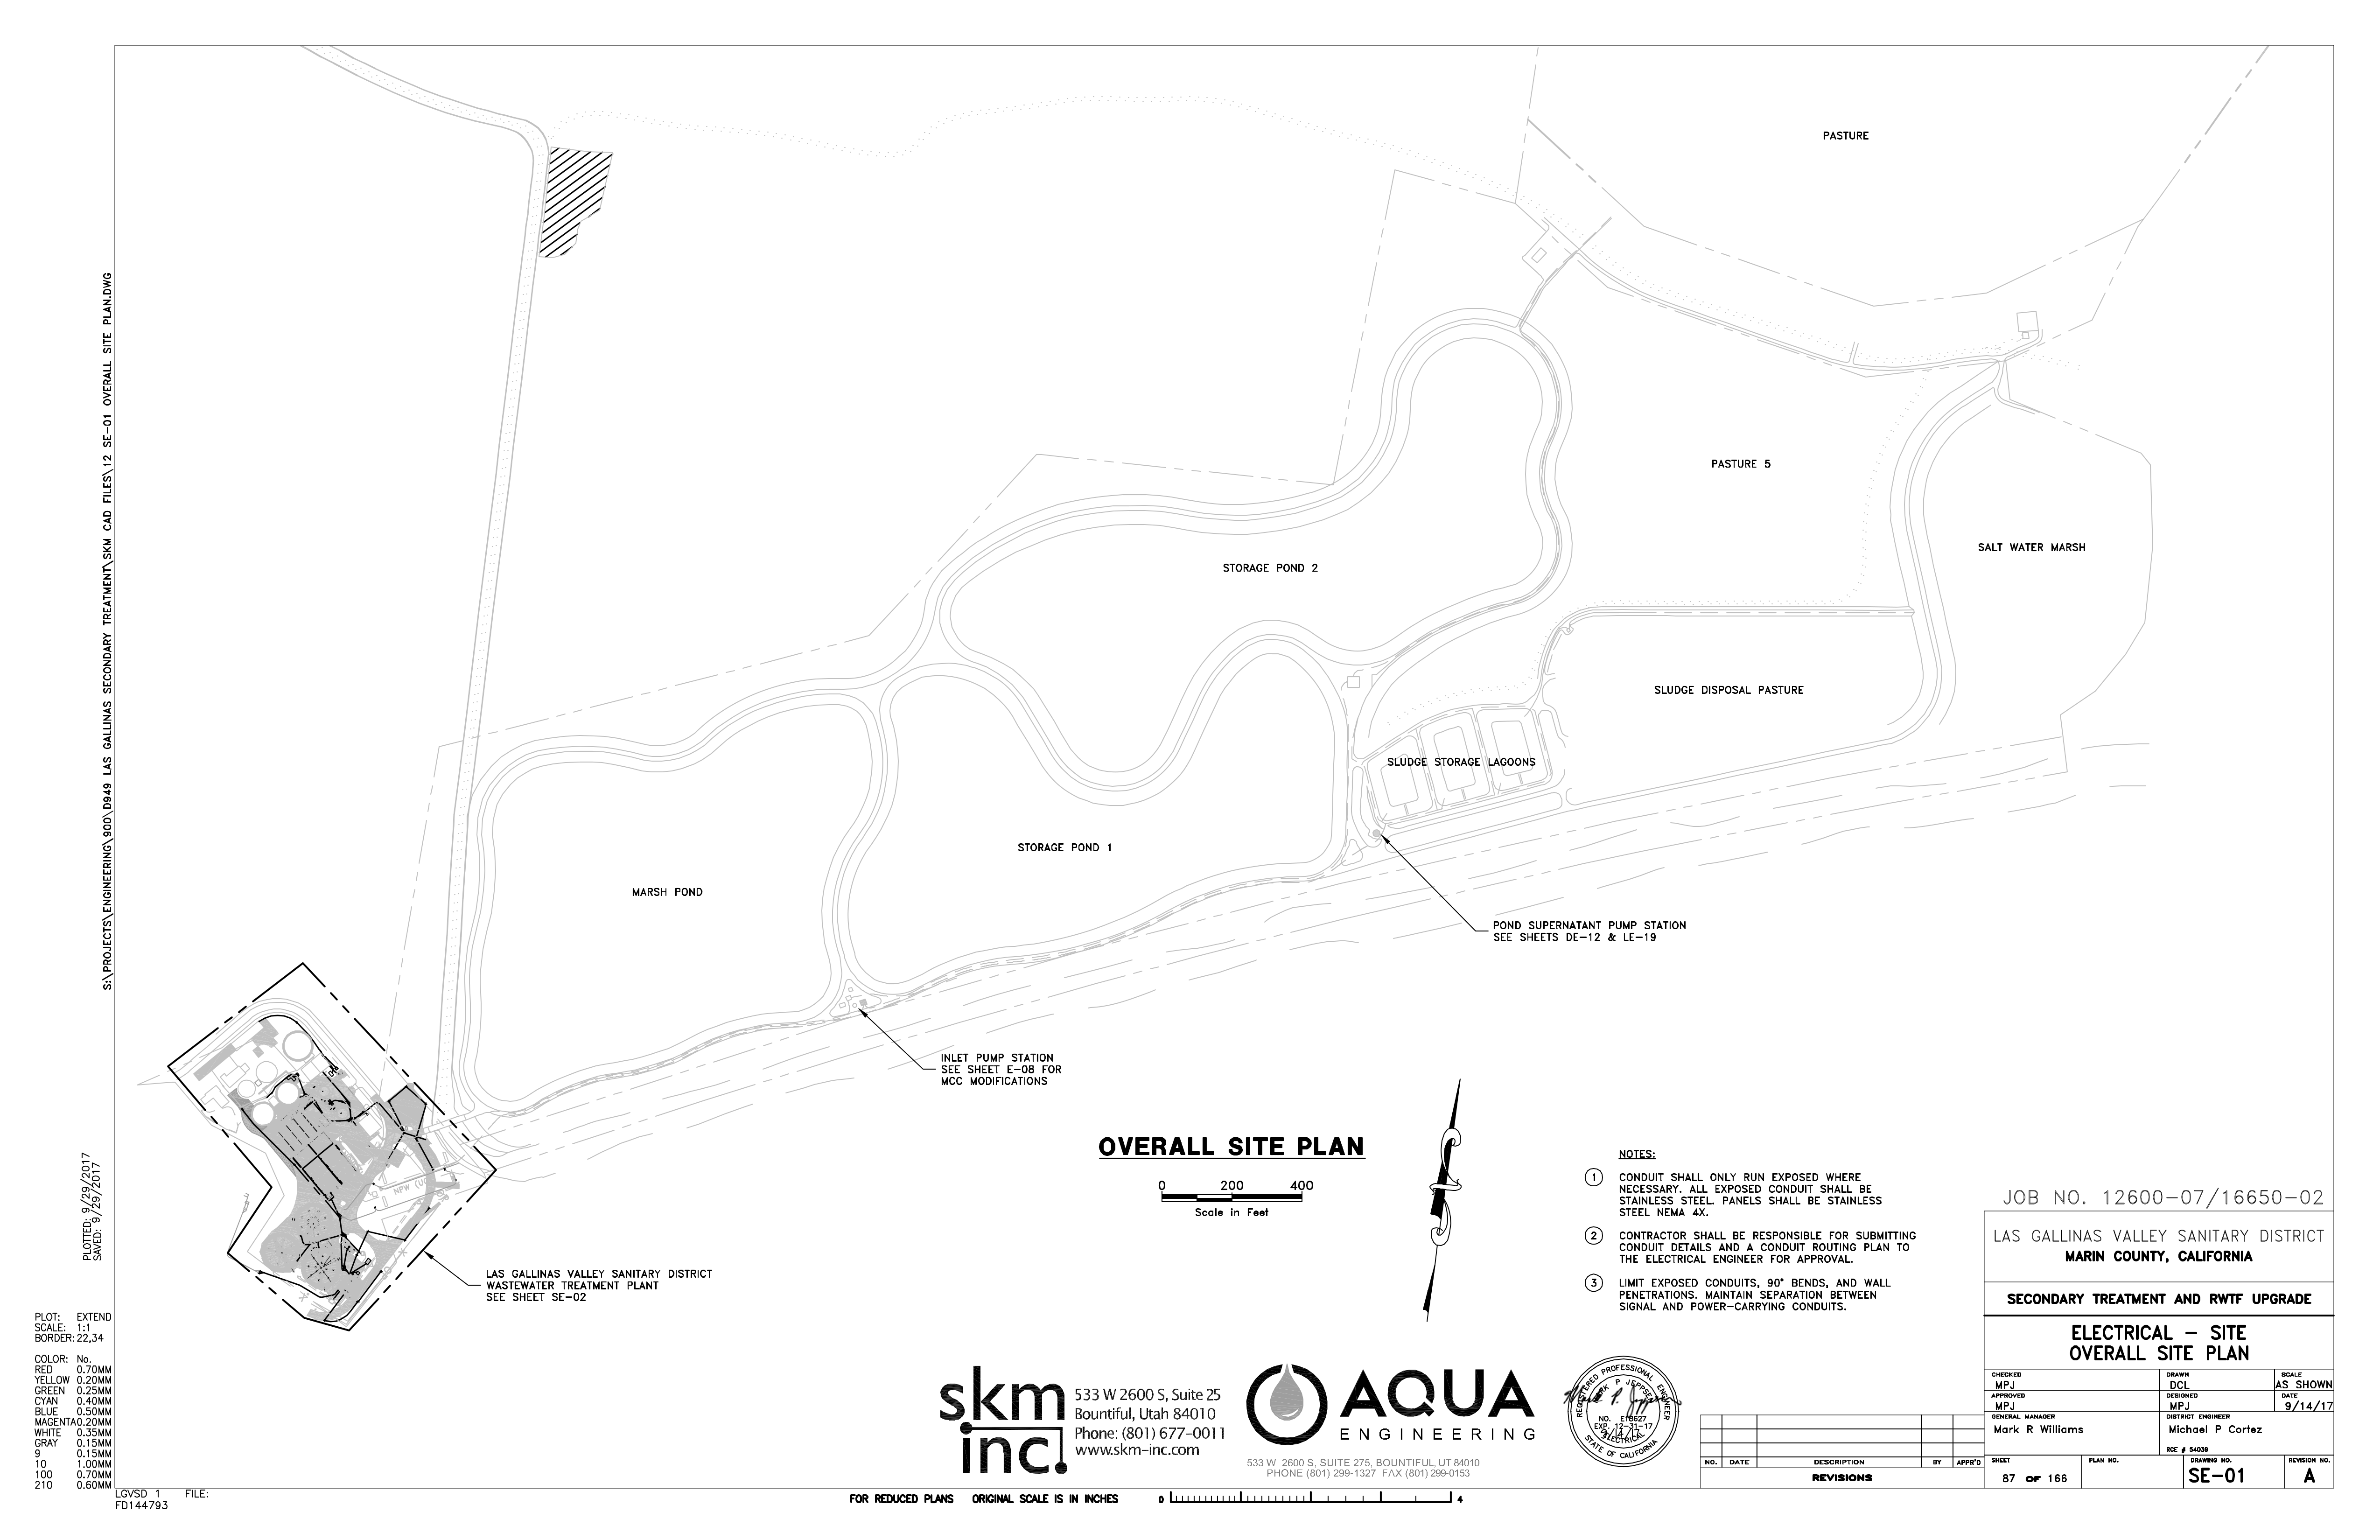 S:\PROJECTS\ENGINEERING\900\D949 LAS GALLINAS SECONDARY TREATMENT\SKM CAD FILES\12 SE-01 OVERALL SITE PLAN.DWG
PLOTTED: 9/29/2017
SAVED: 9/29/2017
PASTURE
PASTURE 5
SALT WATER MARSH
STORAGE POND 2
SLUDGE DISPOSAL PASTURE
SLUDGE STORAGE LAGOONS
STORAGE POND 1
MARSH POND
POND SUPERNATANT PUMP STATION
SEE SHEETS DE-12 & LE-19
INLET PUMP STATION
SEE SHEET E-08 FOR
MCC MODIFICATIONS
LAS GALLINAS VALLEY SANITARY DISTRICT
WASTEWATER TREATMENT PLANT
SEE SHEET SE-02
NPW
OVERALL SITE PLAN
0 200 400
Scale in Feet
NOTES:
1 CONDUIT SHALL ONLY RUN EXPOSED WHERE
NECESSARY. ALL EXPOSED CONDUIT SHALL BE
STAINLESS STEEL. PANELS SHALL BE STAINLESS
STEEL NEMA 4X.
2 CONTRACTOR SHALL BE RESPONSIBLE FOR SUBMITTING
CONDUIT DETAILS AND A CONDUIT ROUTING PLAN TO
THE ELECTRICAL ENGINEER FOR APPROVAL.
3 LIMIT EXPOSED CONDUITS, 90° BENDS, AND WALL
PENETRATIONS. MAINTAIN SEPARATION BETWEEN
SIGNAL AND POWER-CARRYING CONDUITS.
PLOT: EXTEND
SCALE: 1:1
BORDER: 22,34
COLOR: No.
RED 0.70MM
YELLOW 0.20MM
GREEN 0.25MM
CYAN 0.40MM
BLUE 0.50MM
MAGENTA 0.20MM
WHITE 0.35MM
GRAY 0.15MM
9 0.15MM
10 1.00MM
100 0.70MM
210 0.60MM
LGVSD 1 FILE:
FD144793
skm
inc.
533 W 2600 S, Suite 25
Bountiful, Utah 84010
Phone: (801) 677-0011
www.skm-inc.com
AQUA
ENGINEERING
533 W 2600 S, SUITE 275, BOUNTIFUL, UT 84010
PHONE (801) 299-1327 FAX (801) 299-0153
REGISTERED PROFESSIONAL ENGINEER
MARK P JEPPSEN
NO. E18627
EXP. 12-31-17
9/14/17
ELECTRICAL
STATE OF CALIFORNIA
FOR REDUCED PLANS ORIGINAL SCALE IS IN INCHES 0 4
NO. DATE DESCRIPTION BY APPR'D
REVISIONS
JOB NO. 12600-07/16650-02
LAS GALLINAS VALLEY SANITARY DISTRICT
MARIN COUNTY, CALIFORNIA
SECONDARY TREATMENT AND RWTF UPGRADE
ELECTRICAL - SITE
OVERALL SITE PLAN
CHECKED DRAWN SCALE
MPJ DCL AS SHOWN
APPROVED DESIGNED DATE
MPJ MPJ 9/14/17
GENERAL MANAGER DISTRICT ENGINEER
Mark R Williams Michael P Cortez
RCE # 54039
SHEET PLAN NO. DRAWING NO. REVISION NO.
87 OF 166 SE-01 A